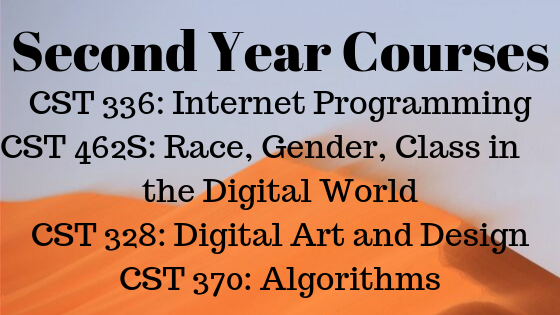 Second Year Courses
CST 336: Internet Programming
CST 462S: Race, Gender, Class in
the Digital World
CST 328: Digital Art and Design
CST 370: Algorithms